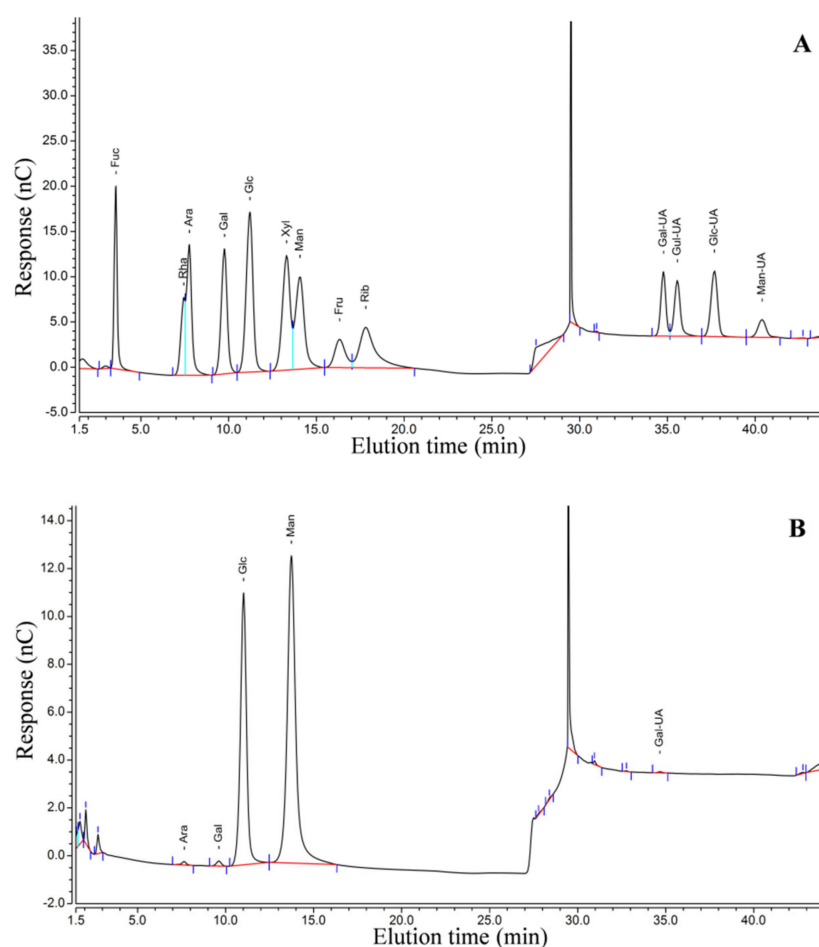 A
Response (nC)
35.0
30.0
25.0
20.0
15.0
10.0
5.0
0.0
-5.0
- Fuc
- Rha
- Ara
- Gal
- Glc
- Xyl
- Man
- Fru
- Rib
- Gal-UA
- Gul-UA
- Glc-UA
- Man-UA
1.5 5.0 10.0 15.0 20.0 25.0 30.0 35.0 40.0
Elution time (min)
B
Response (nC)
14.0
12.0
10.0
8.0
6.0
4.0
2.0
0.0
-2.0
- Ara
- Gal
- Glc
- Man
- Gal-UA
1.5 5.0 10.0 15.0 20.0 25.0 30.0 35.0 40.0
Elution time (min)